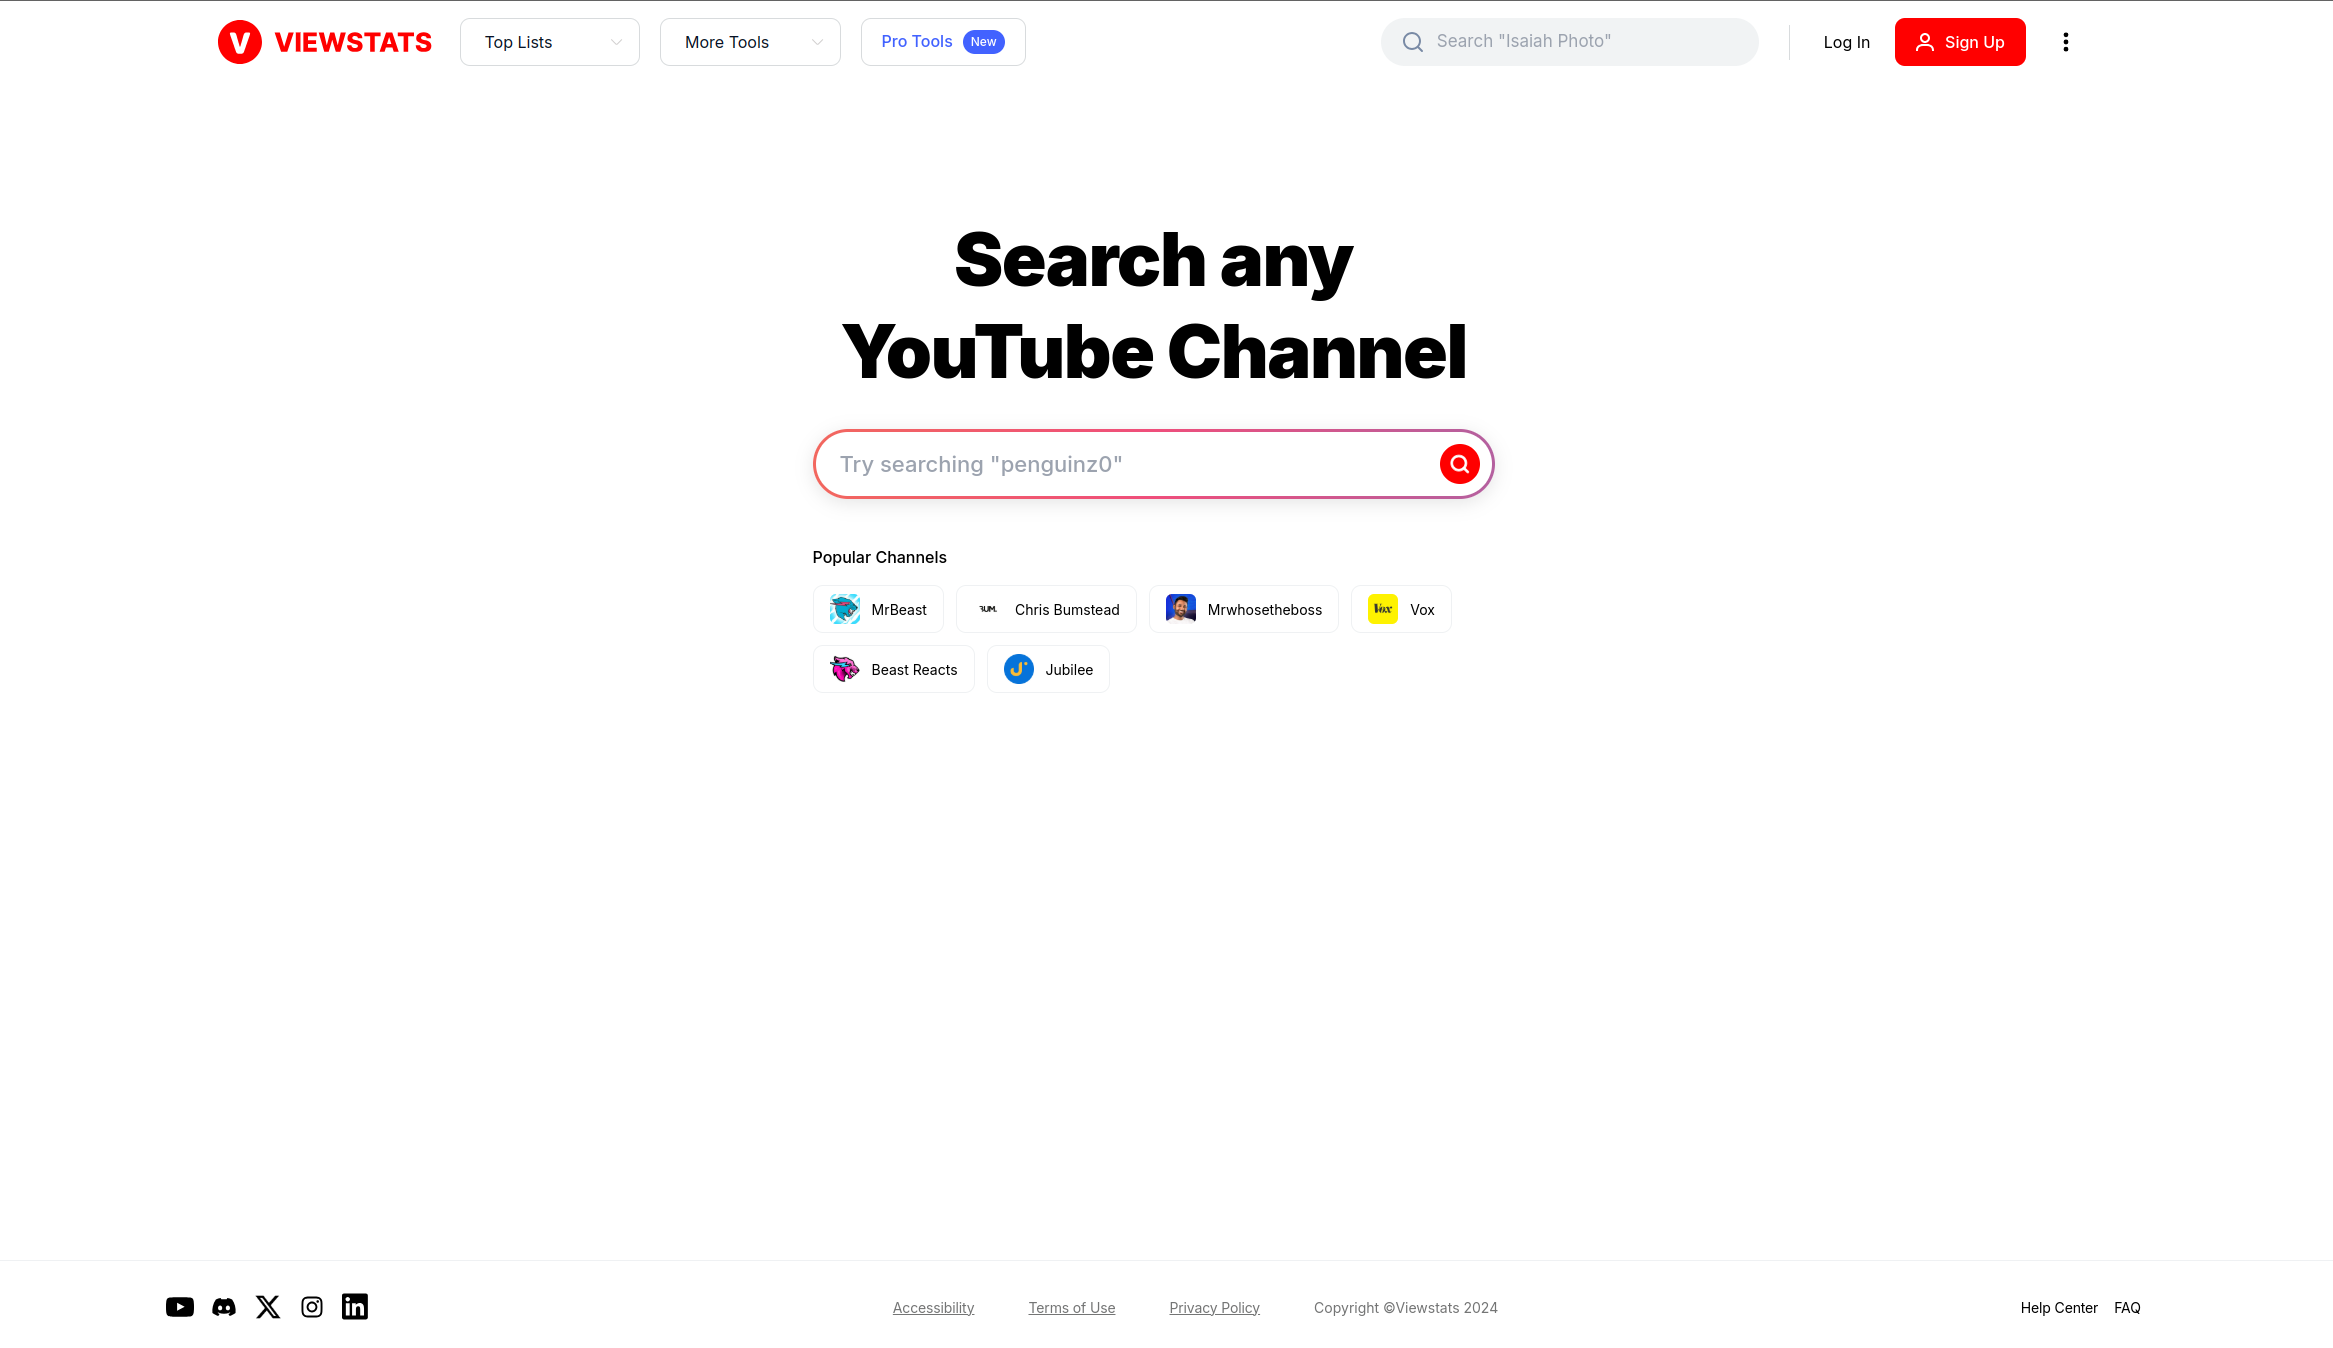 VIEWSTATS
Top Lists
More Tools
Pro Tools New
Search "Isaiah Photo"
Log In
Sign Up
Search any
YouTube Channel
Try searching "penguinz0"
Popular Channels
MrBeast
Chris Bumstead
Mrwhosetheboss
Vox
Vox
Beast Reacts
Jubilee
Accessibility
Terms of Use
Privacy Policy
Copyright ©Viewstats 2024
Help Center
FAQ